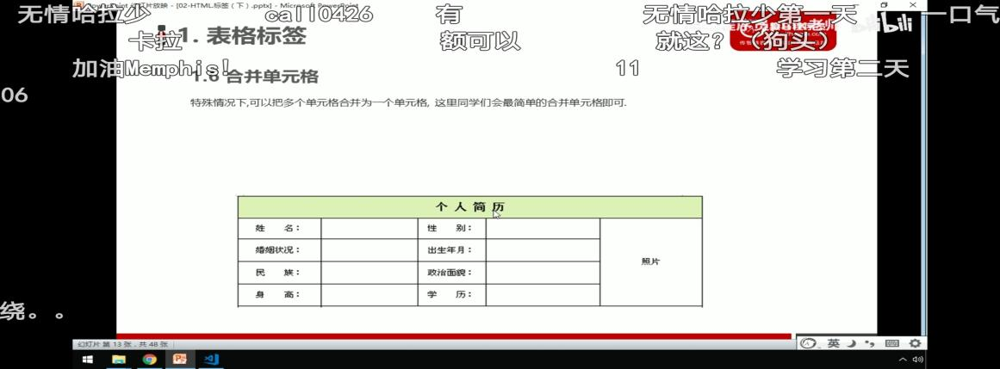 PowerPoint 幻灯片放映 - [02-HTML标签（下）.pptx] - Microsoft PowerPoint
无情哈拉少 call0426 有 无情哈拉少第一天 一口气
1. 表格标签
卡拉 额可以 就这？（狗头）
bilibili
加油Memphis! 11 学习第二天
1.6 合并单元格
06
特殊情况下,可以把多个单元格合并为一个单元格, 这里同学们会最简单的合并单元格即可.
个 人 简 历
姓 名： 性 别：
婚姻状况： 出生年月：
照片
民 族： 政治面貌：
身 高： 学 历：
绕。。
幻灯片 第 13 张，共 48 张
英